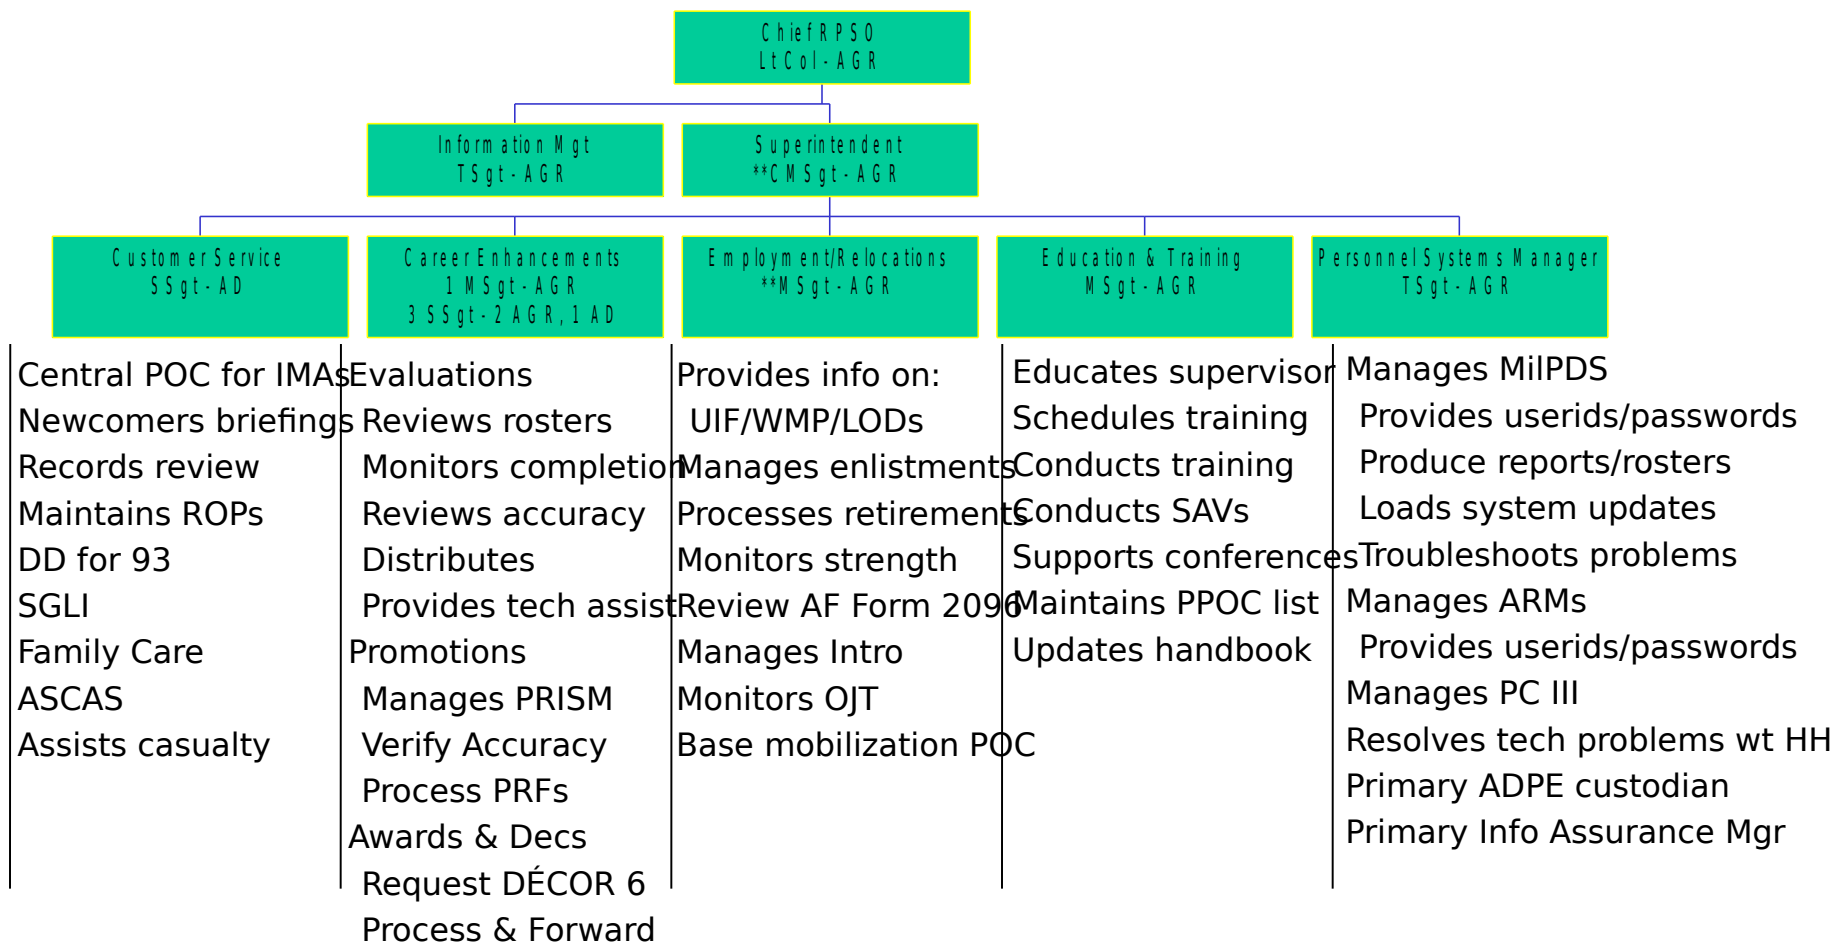 Chief RPSO
LtCol-AGR
Information Mgt
TSgt-AGR
Superintendent
**CMSgt-AGR
Customer Service
SSgt-AD
Career Enhancements
1 MSgt-AGR
3 SSgt-2 AGR, 1 AD
Employment/Relocations
**MSgt-AGR
Education & Training
MSgt-AGR
Personnel Systems Manager
TSgt-AGR
Central POC for IMAs
Newcomers briefings
Records review
Maintains ROPs
DD for 93
SGLI
Family Care
ASCAS
Assists casualty
Evaluations
Reviews rosters
Monitors completion
Reviews accuracy
Distributes
Provides tech assist
Promotions
Manages PRISM
Verify Accuracy
Process PRFs
Awards & Decs
Request DÉCOR 6
Process & Forward
Provides info on:
UIF/WMP/LODs
Manages enlistments
Processes retirements
Monitors strength
Review AF Form 2096
Manages Intro
Monitors OJT
Base mobilization POC
Educates supervisor
Schedules training
Conducts training
Conducts SAVs
Supports conferences
Maintains PPOC list
Updates handbook
Manages MilPDS
Provides userids/passwords
Produce reports/rosters
Loads system updates
Troubleshoots problems
Manages ARMs
Provides userids/passwords
Manages PC III
Resolves tech problems wt HH
Primary ADPE custodian
Primary Info Assurance Mgr